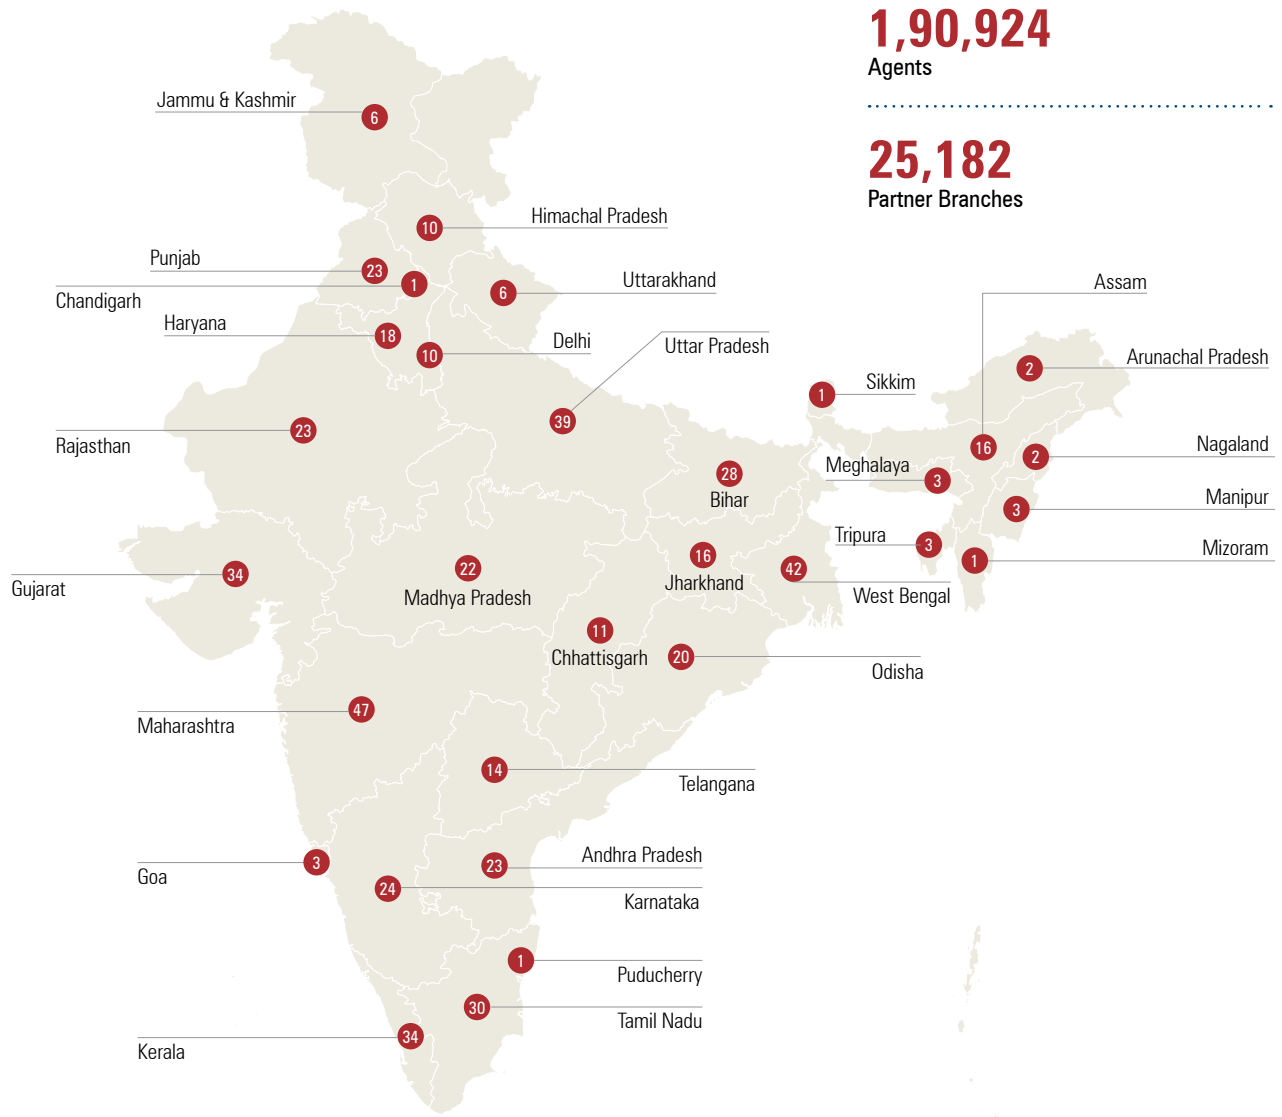 1,90,924
Agents
25,182
Partner Branches
Jammu & Kashmir
6
Himachal Pradesh
10
Punjab
23
Chandigarh
1
Uttarakhand
6
Haryana
18
Delhi
10
Uttar Pradesh
39
Assam
16
Arunachal Pradesh
2
Sikkim
1
Rajasthan
23
Nagaland
2
Meghalaya
3
28
Bihar
Manipur
3
Tripura
3
Mizoram
1
16
Jharkhand
42
West Bengal
Gujarat
34
22
Madhya Pradesh
11
Chhattisgarh
20
Odisha
47
Maharashtra
14
Telangana
3
Goa
Andhra Pradesh
23
24
Karnataka
1
Puducherry
30
Tamil Nadu
34
Kerala